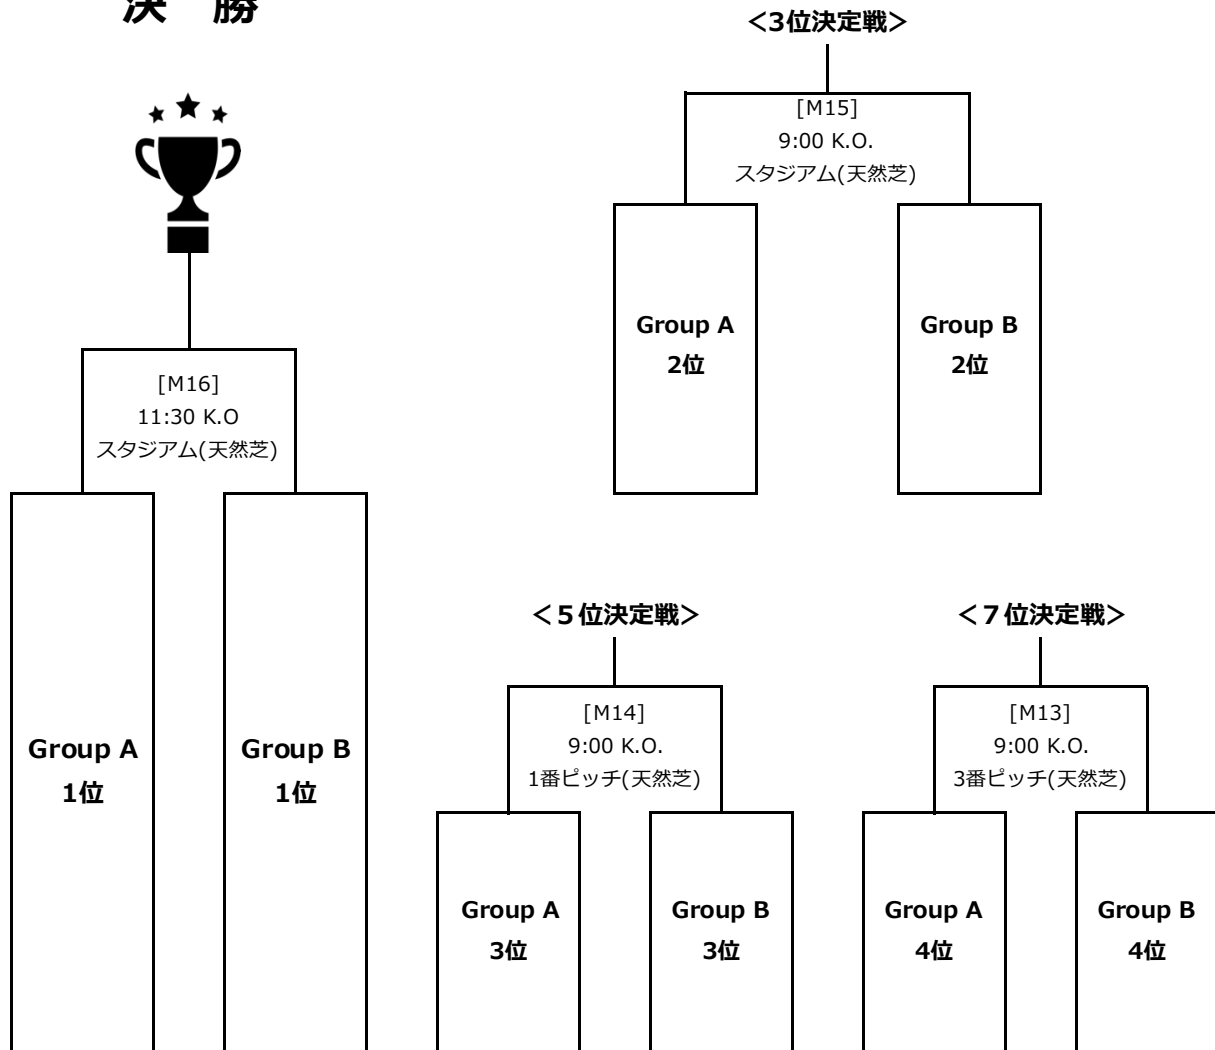 決　勝
[M16]
11:30 K.O
スタジアム(天然芝)
Group A
1位
Group B
1位
＜3位決定戦＞
[M15]
9:00 K.O.
スタジアム(天然芝)
Group A
2位
Group B
2位
＜５位決定戦＞
[M14]
9:00 K.O.
1番ピッチ(天然芝)
Group A
3位
Group B
3位
＜７位決定戦＞
[M13]
9:00 K.O.
3番ピッチ(天然芝)
Group A
4位
Group B
4位